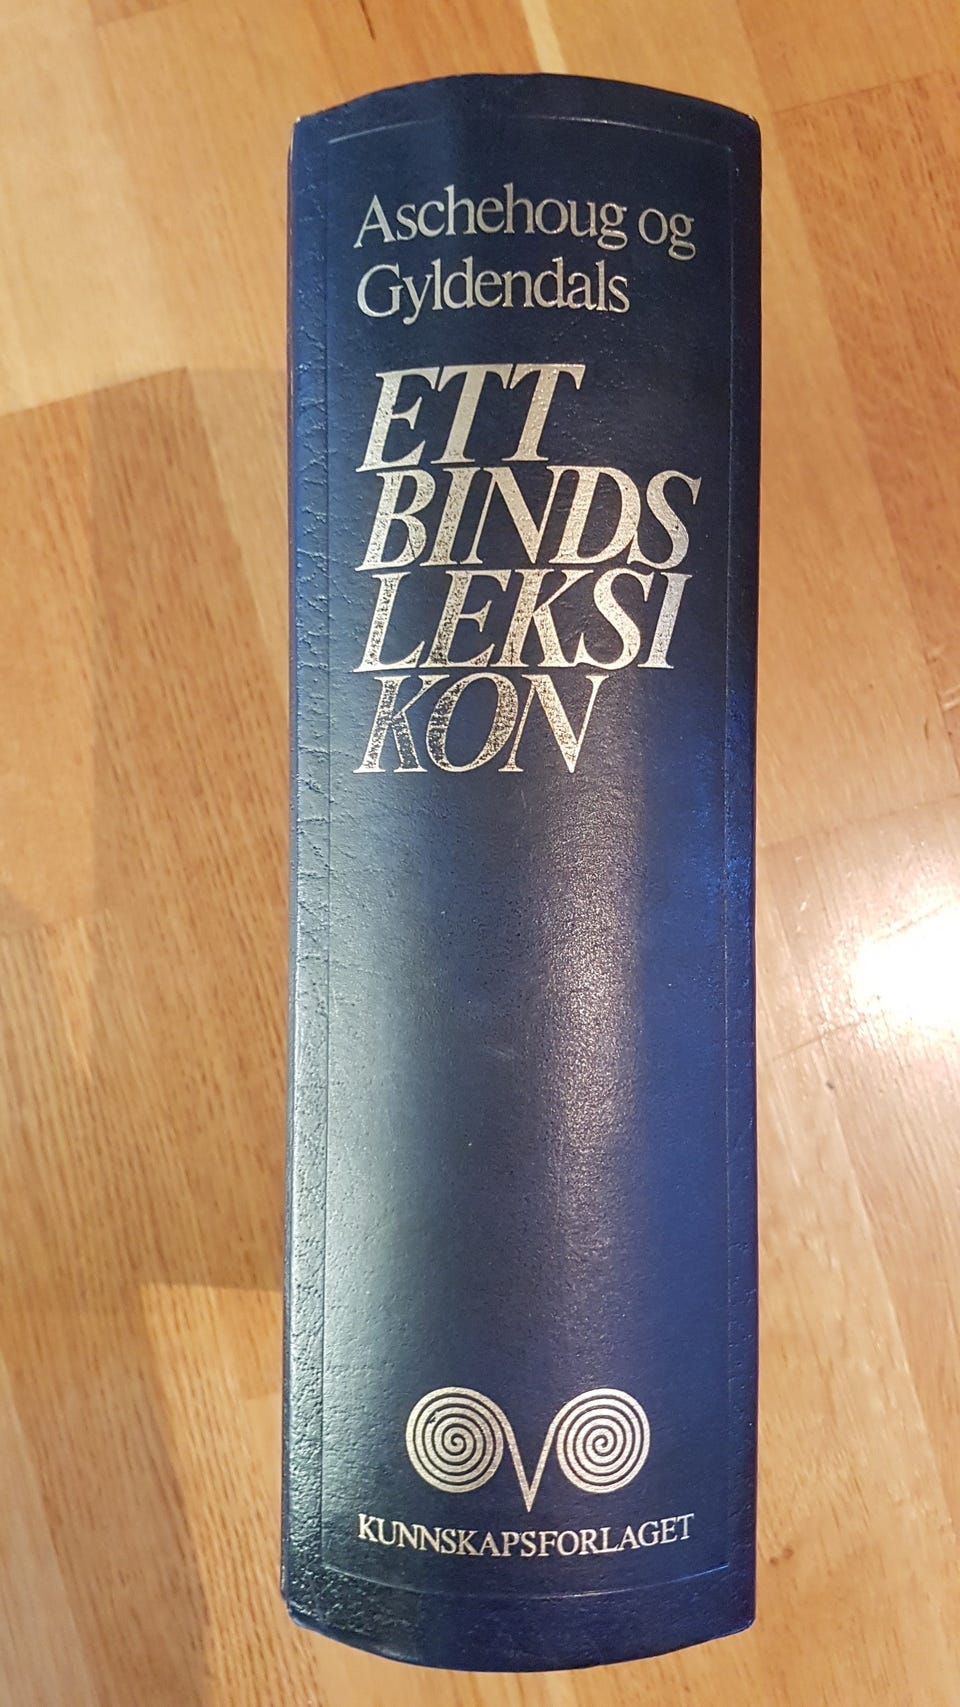 Aschehoug og
Gyldendals
ETT
BINDS
LEKSI
KON
KUNNSKAPSFORLAGET